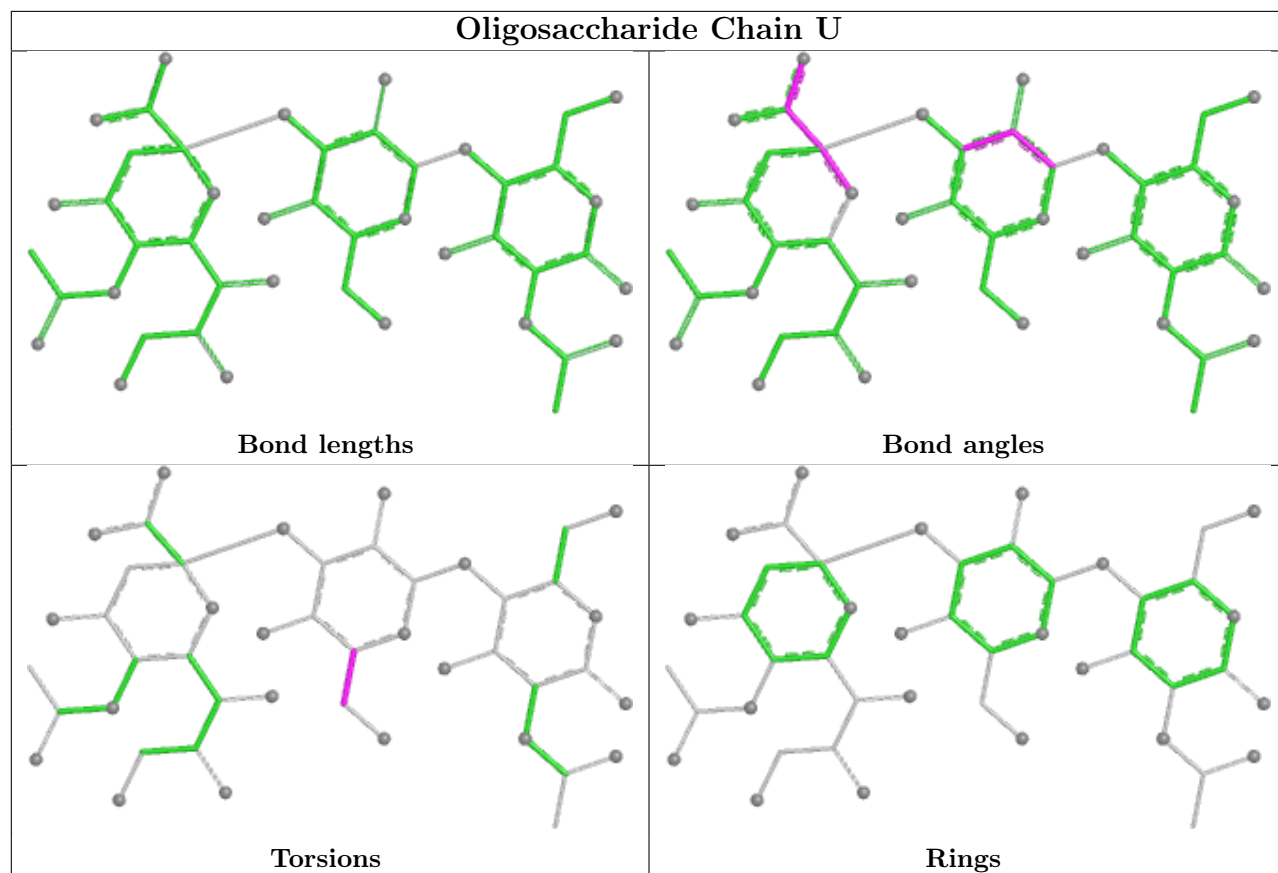 Oligosaccharide Chain U
Bond lengths
Bond angles
Torsions
Rings